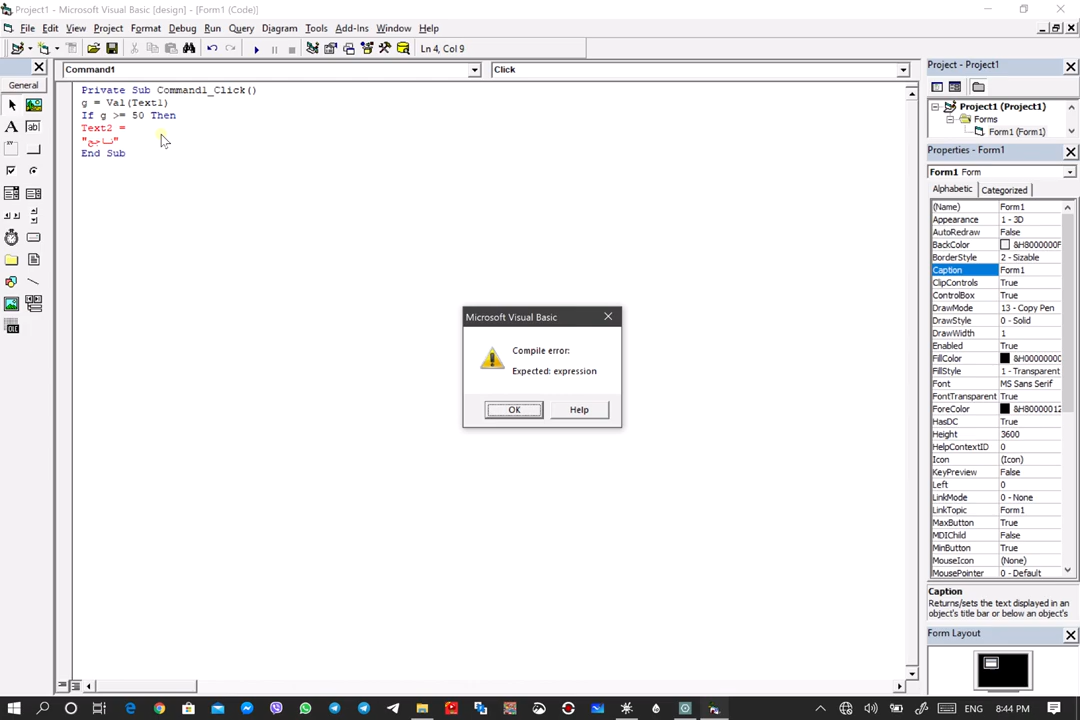 Project1 - Microsoft Visual Basic [design] - [Form1 (Code)]
File Edit View Project Format Debug Run Query Diagram Tools Add-Ins Window Help
Ln 4, Col 9
General
Command1
Click
Private Sub Command1_Click()
g = Val(Text1)
If g >= 50 Then
Text2 =
"ناجح"
End Sub
Microsoft Visual Basic
Compile error:
Expected: expression
OK
Help
Project - Project1
Project1 (Project1)
Forms
Form1 (Form1)
Properties - Form1
Form1 Form
Alphabetic Categorized
(Name) Form1
Appearance 1 - 3D
AutoRedraw False
BackColor &H8000000F
BorderStyle 2 - Sizable
Caption Form1
ClipControls True
ControlBox True
DrawMode 13 - Copy Pen
DrawStyle 0 - Solid
DrawWidth 1
Enabled True
FillColor &H00000000
FillStyle 1 - Transparent
Font MS Sans Serif
FontTransparent True
ForeColor &H80000012
HasDC True
Height 3600
HelpContextID 0
Icon (Icon)
KeyPreview False
Left 0
LinkMode 0 - None
LinkTopic Form1
MaxButton True
MDIChild False
MinButton True
MouseIcon (None)
MousePointer 0 - Default
Caption
Returns/sets the text displayed in an
object's title bar or below an object's
Form Layout
ENG
8:44 PM